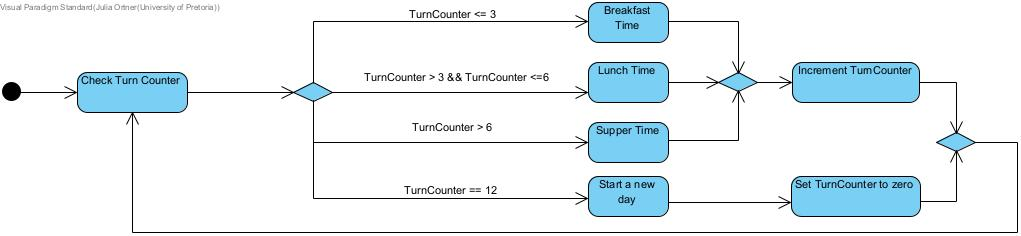 Visual Paradigm Standard(Julia Ortner(University of Pretoria))
TurnCounter <= 3
Breakfast
Time
Check Turn Counter
TurnCounter > 3 && TurnCounter <=6
Lunch Time
Increment TurnCounter
TurnCounter > 6
Supper Time
TurnCounter == 12
Start a new
day
Set TurnCounter to zero